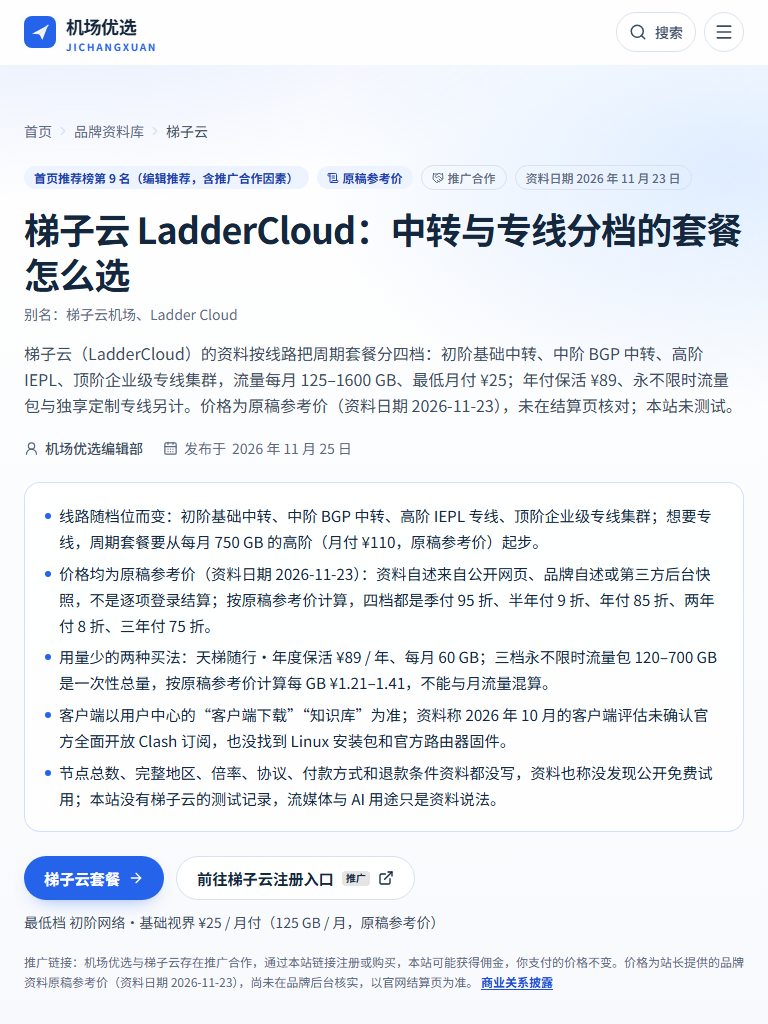 机场优选
JICHANGXUAN
搜索
首页 > 品牌资料库 > 梯子云
首页推荐榜第 9 名（编辑推荐，含推广合作因素） 原稿参考价 推广合作 资料日期 2026 年 11 月 23 日
梯子云 LadderCloud：中转与专线分档的套餐
怎么选
别名：梯子云机场、Ladder Cloud
梯子云（LadderCloud）的资料按线路把周期套餐分四档：初阶基础中转、中阶 BGP 中转、高阶
IEPL、顶阶企业级专线集群，流量每月 125–1600 GB、最低月付 ¥25；年付保活 ¥89、永不限时流量
包与独享定制专线另计。价格为原稿参考价（资料日期 2026-11-23），未在结算页核对；本站未测试。
机场优选编辑部 发布于 2026 年 11 月 25 日
线路随档位而变：初阶基础中转、中阶 BGP 中转、高阶 IEPL 专线、顶阶企业级专线集群；想要专
线，周期套餐要从每月 750 GB 的高阶（月付 ¥110，原稿参考价）起步。
价格均为原稿参考价（资料日期 2026-11-23）：资料自述来自公开网页、品牌自述或第三方后台快
照，不是逐项登录结算；按原稿参考价计算，四档都是季付 95 折、半年付 9 折、年付 85 折、两年
付 8 折、三年付 75 折。
用量少的两种买法：天梯随行・年度保活 ¥89 / 年、每月 60 GB；三档永不限时流量包 120–700 GB
是一次性总量，按原稿参考价计算每 GB ¥1.21–1.41，不能与月流量混算。
客户端以用户中心的“客户端下载”“知识库”为准；资料称 2026 年 10 月的客户端评估未确认官
方全面开放 Clash 订阅，也没找到 Linux 安装包和官方路由器固件。
节点总数、完整地区、倍率、协议、付款方式和退款条件资料都没写，资料也称没发现公开免费试
用；本站没有梯子云的测试记录，流媒体与 AI 用途只是资料说法。
梯子云套餐 前往梯子云注册入口 推广
最低档 初阶网络・基础视界 ¥25 / 月付（125 GB / 月，原稿参考价）
推广链接：机场优选与梯子云存在推广合作，通过本站链接注册或购买，本站可能获得佣金，你支付的价格不变。价格为站长提供的品牌
资料原稿参考价（资料日期 2026-11-23），尚未在品牌后台核实，以官网结算页为准。 商业关系披露